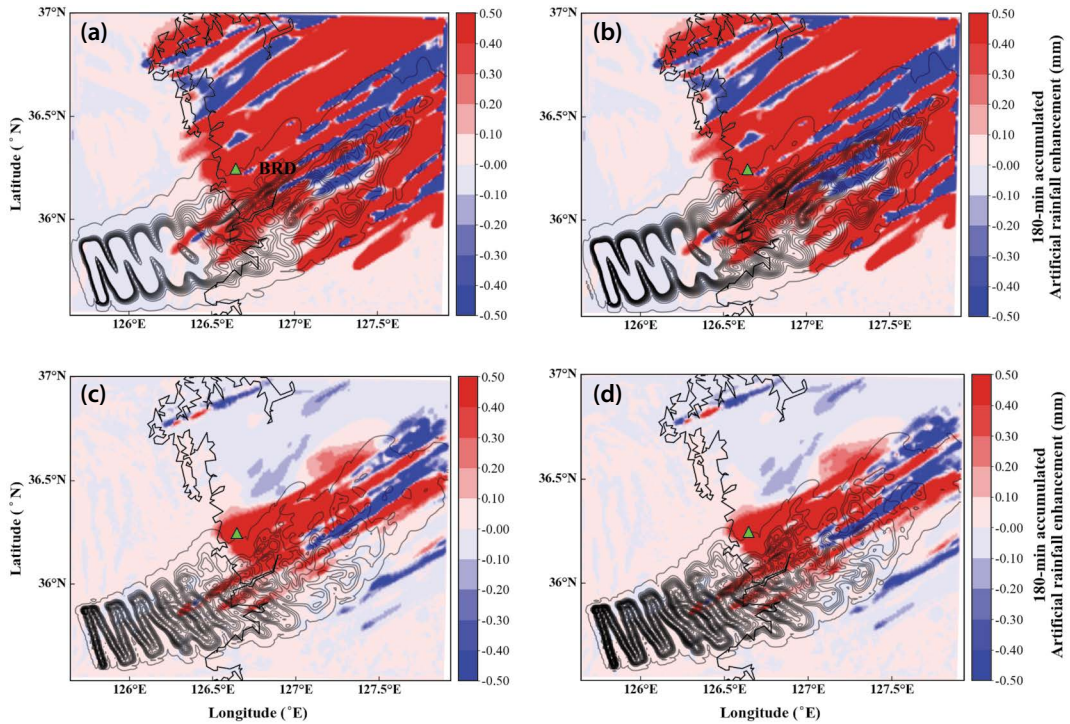 (a)
37°N
36.5°N
36°N
Latitude (°N)
BRD
126°E
126.5°E
127°E
127.5°E
0.50
0.40
0.30
0.20
0.10
-0.00
-0.10
-0.20
-0.30
-0.40
-0.50
(b)
37°N
36.5°N
36°N
126°E
126.5°E
127°E
127.5°E
0.50
0.40
0.30
0.20
0.10
-0.00
-0.10
-0.20
-0.30
-0.40
-0.50
180-min accumulated
Artificial rainfall enhancement (mm)
(c)
37°N
36.5°N
36°N
Latitude (°N)
126°E
126.5°E
127°E
127.5°E
Longitude (°E)
0.50
0.40
0.30
0.20
0.10
-0.00
-0.10
-0.20
-0.30
-0.40
-0.50
(d)
37°N
36.5°N
36°N
126°E
126.5°E
127°E
127.5°E
Longitude (°E)
0.50
0.40
0.30
0.20
0.10
-0.00
-0.10
-0.20
-0.30
-0.40
-0.50
180-min accumulated
Artificial rainfall enhancement (mm)